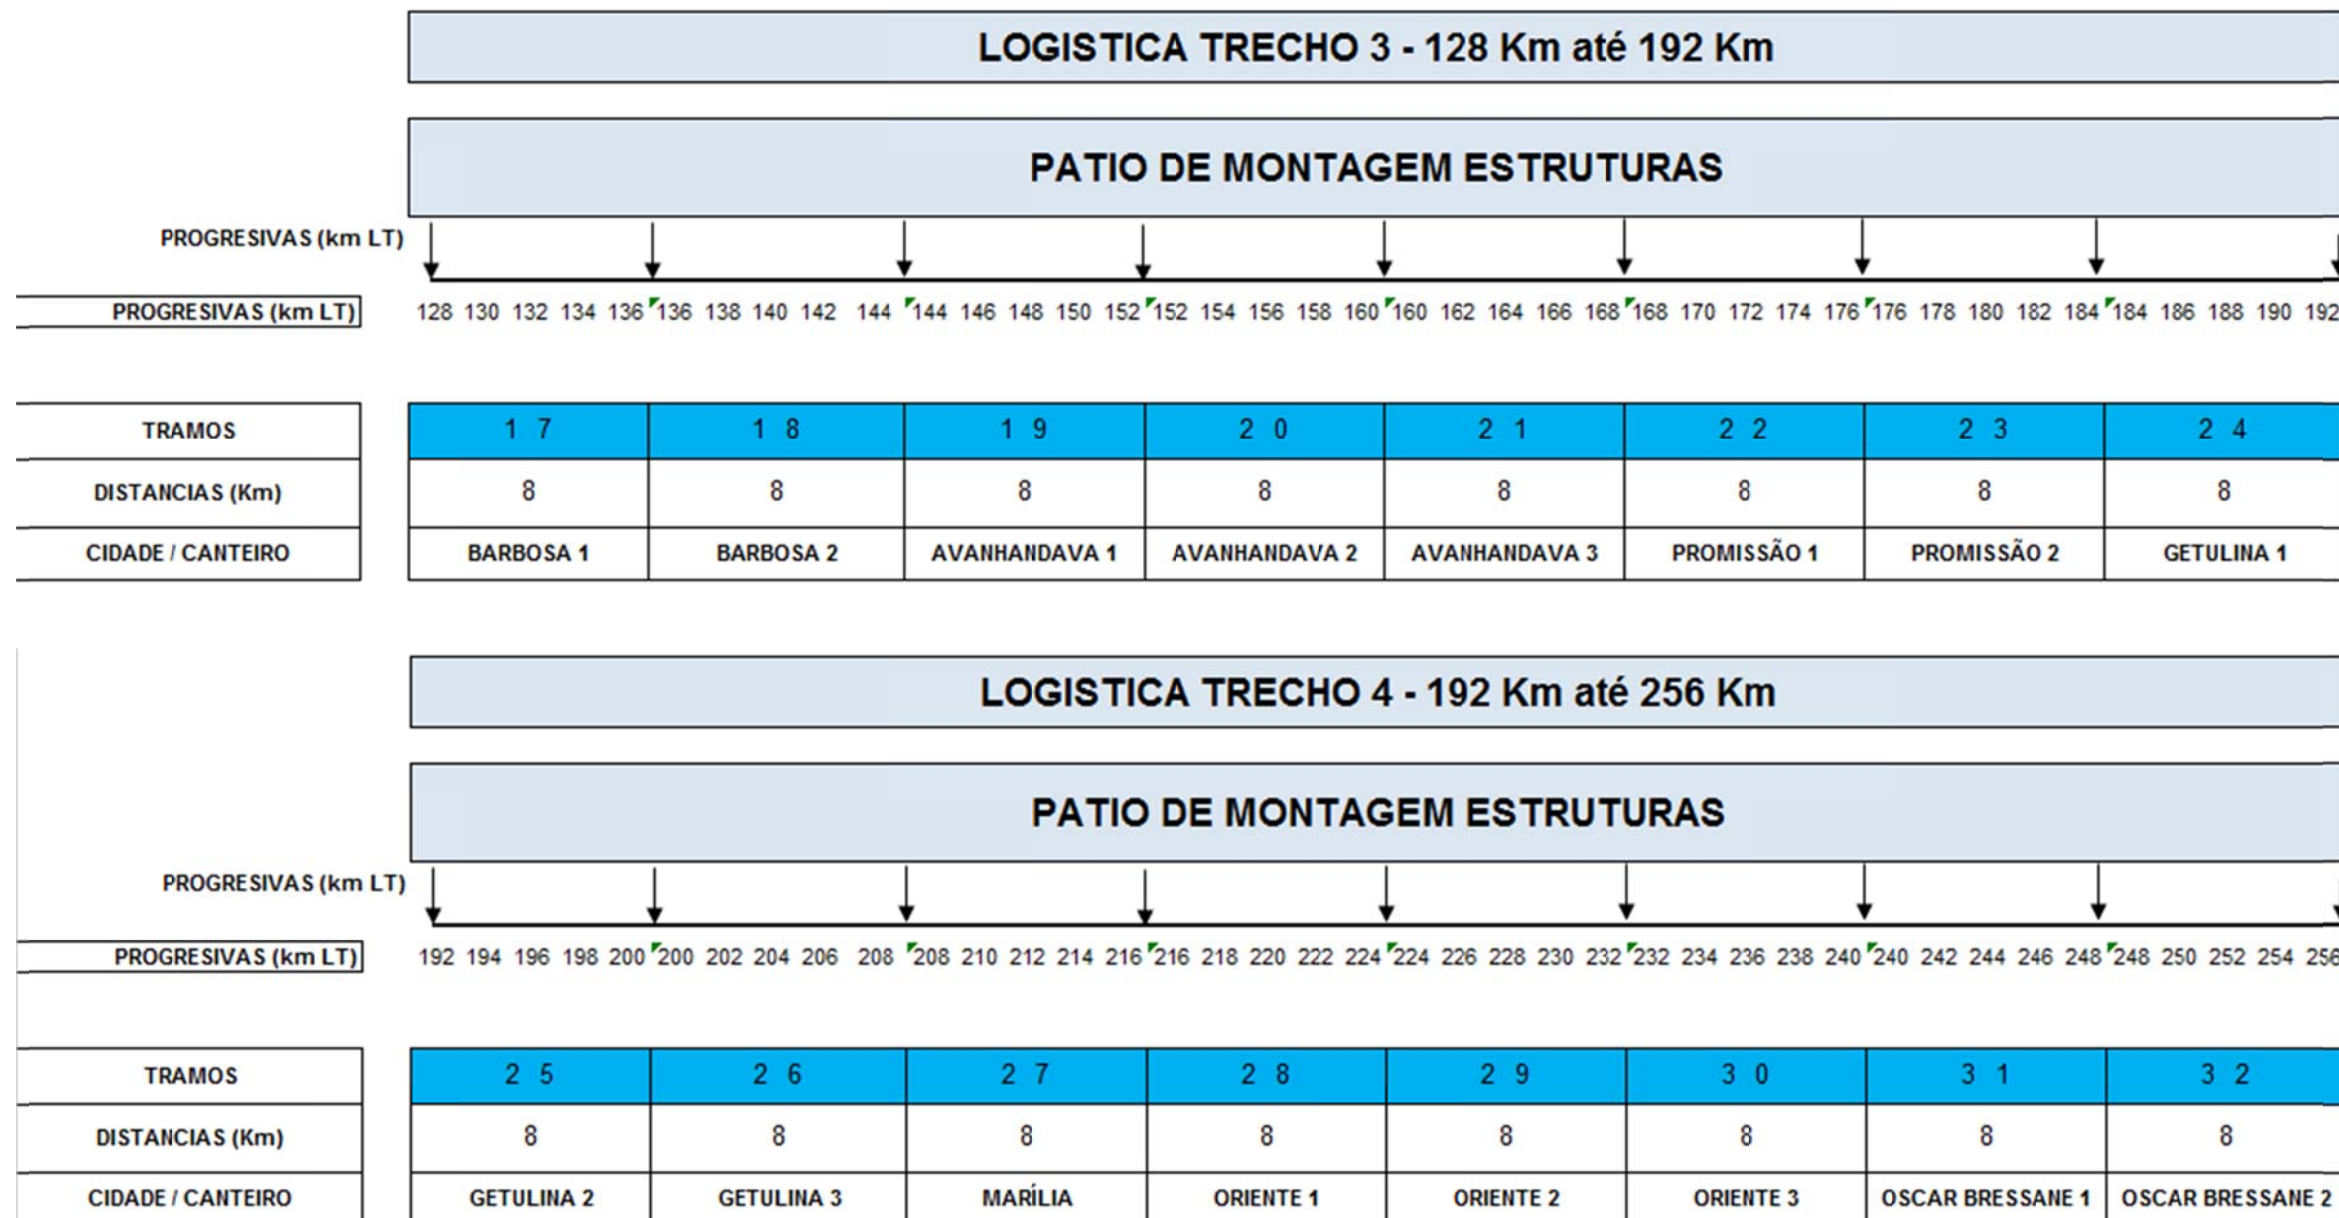 LOGISTICA TRECHO 3 - 128 Km até 192 Km
PATIO DE MONTAGEM ESTRUTURAS
PROGRESIVAS (km LT)
PROGRESIVAS (km LT) 128 130 132 134 136 136 138 140 142 144 144 146 148 150 152 152 154 156 158 160 160 162 164 166 168 168 170 172 174 176 176 178 180 182 184 184 186 188 190 192
TRAMOS 1 7 1 8 1 9 2 0 2 1 2 2 2 3 2 4
DISTANCIAS (Km) 8 8 8 8 8 8 8 8
CIDADE / CANTEIRO BARBOSA 1 BARBOSA 2 AVANHANDAVA 1 AVANHANDAVA 2 AVANHANDAVA 3 PROMISSÃO 1 PROMISSÃO 2 GETULINA 1
LOGISTICA TRECHO 4 - 192 Km até 256 Km
PATIO DE MONTAGEM ESTRUTURAS
PROGRESIVAS (km LT)
PROGRESIVAS (km LT) 192 194 196 198 200 200 202 204 206 208 208 210 212 214 216 216 218 220 222 224 224 226 228 230 232 232 234 236 238 240 240 242 244 246 248 248 250 252 254 256
TRAMOS 2 5 2 6 2 7 2 8 2 9 3 0 3 1 3 2
DISTANCIAS (Km) 8 8 8 8 8 8 8 8
CIDADE / CANTEIRO GETULINA 2 GETULINA 3 MARÍLIA ORIENTE 1 ORIENTE 2 ORIENTE 3 OSCAR BRESSANE 1 OSCAR BRESSANE 2